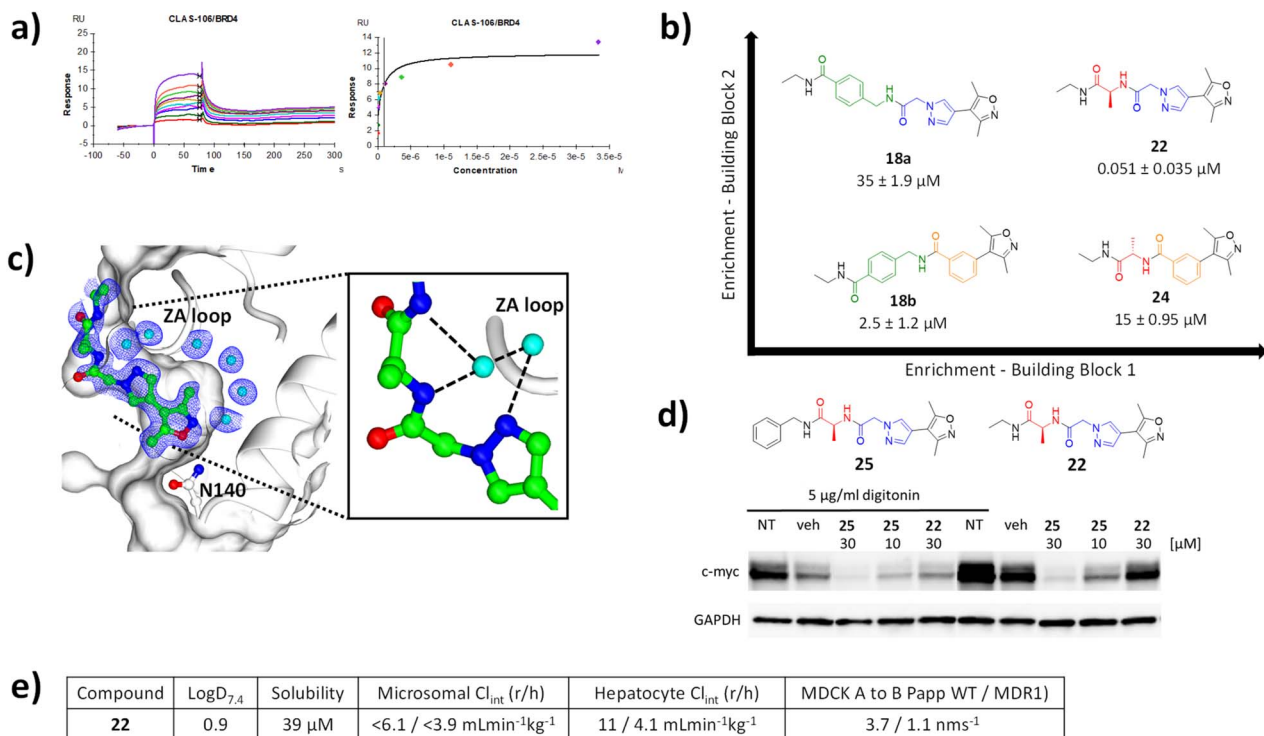 a)
RU
CLAS-106/BRD4
25
20
15
10
5
0
-5
Response
-100
-50
0
50
100
150
200
250
300
Time
s
RU
CLAS-106/BRD4
14
12
10
8
6
4
2
0
Response
0
5e-6
1e-5
1.5e-5
2e-5
2.5e-5
3e-5
3.5e-5
Concentration
b)
Enrichment - Building Block 2
18a
35 ± 1.9 µM
22
0.051 ± 0.035 µM
18b
2.5 ± 1.2 µM
24
15 ± 0.95 µM
Enrichment - Building Block 1
c)
ZA loop
N140
ZA loop
d)
25
22
5 µg/ml digitonin
NT veh 25 25 22 NT veh 25 25 22
30 10 30 30 10 30 [µM]
c-myc
GAPDH
e)
Compound LogD7.4 Solubility Microsomal Clint (r/h) Hepatocyte Clint (r/h) MDCK A to B Papp WT / MDR1)
22 0.9 39 µM <6.1 / <3.9 mLmin-1kg-1 11 / 4.1 mLmin-1kg-1 3.7 / 1.1 nms-1